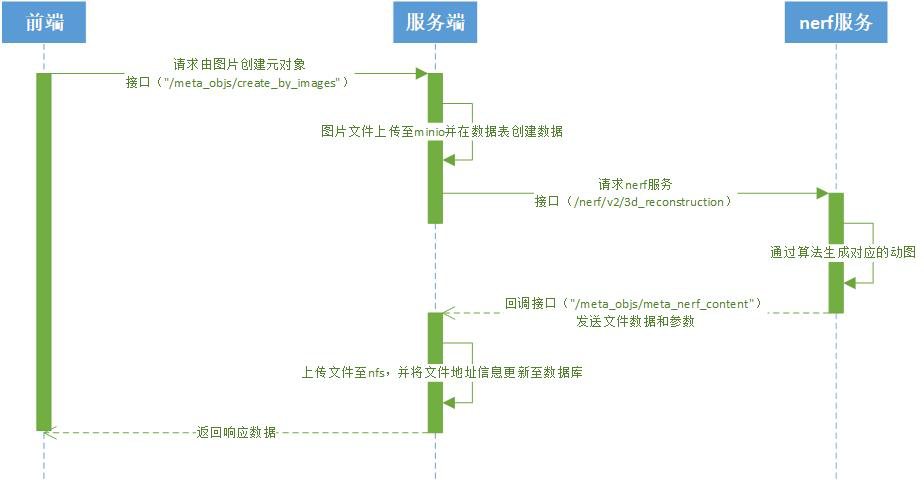 前端
服务端
nerf服务
请求由图片创建元对象
接口（"/meta_objs/create_by_images"）
图片文件上传至minio并在数据表创建数据
请求nerf服务
接口（/nerf/v2/3d_reconstruction）
通过算法生成对应的动图
回调接口（"/meta_objs/meta_nerf_content"）
发送文件数据和参数
上传文件至nfs，并将文件地址信息更新至数据库
返回响应数据